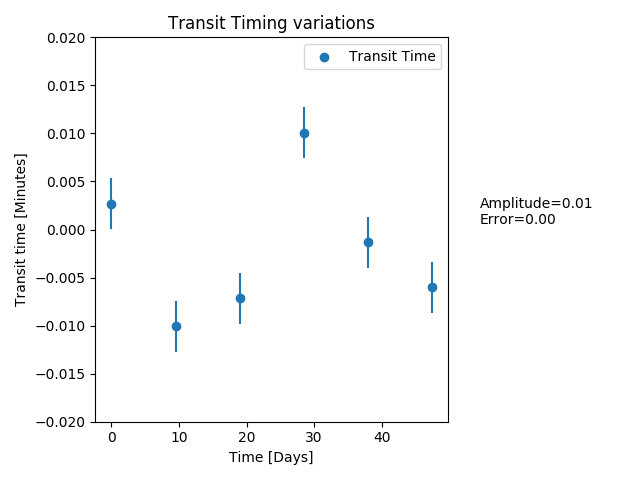 Transit Timing variations
Transit Time
0.020
0.015
0.010
0.005
0.000
−0.005
−0.010
−0.015
−0.020
Transit time [Minutes]
Amplitude=0.01
Error=0.00
0 10 20 30 40
Time [Days]